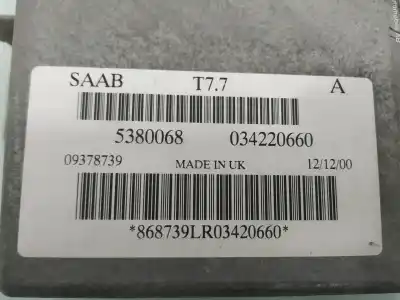 SAAB T7.7 A
5380068 034220660
09378739 MADE IN UK 12/12/00
*868739LR03420660*